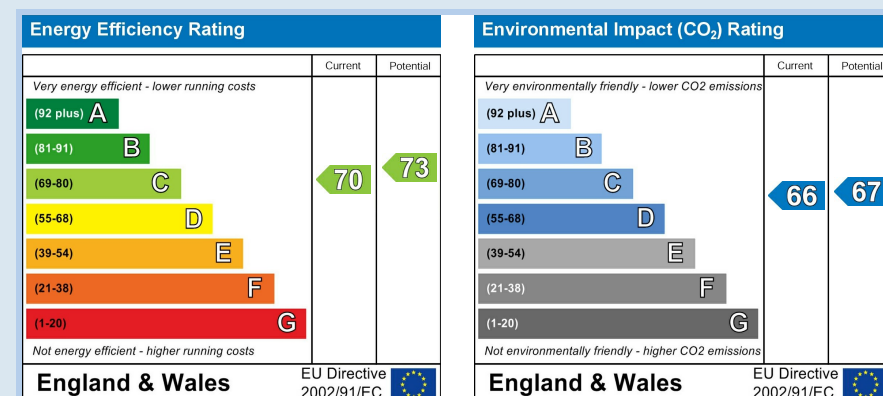 Energy Efficiency Rating
Current Potential
Very energy efficient - lower running costs
(92 plus) A
(81-91) B
(69-80) C
(55-68) D
(39-54) E
(21-38) F
(1-20) G
70
73
Not energy efficient - higher running costs
England & Wales
EU Directive
2002/91/EC
Environmental Impact (CO₂) Rating
Current Potential
Very environmentally friendly - lower CO2 emissions
(92 plus) A
(81-91) B
(69-80) C
(55-68) D
(39-54) E
(21-38) F
(1-20) G
66
67
Not environmentally friendly - higher CO2 emissions
England & Wales
EU Directive
2002/91/EC